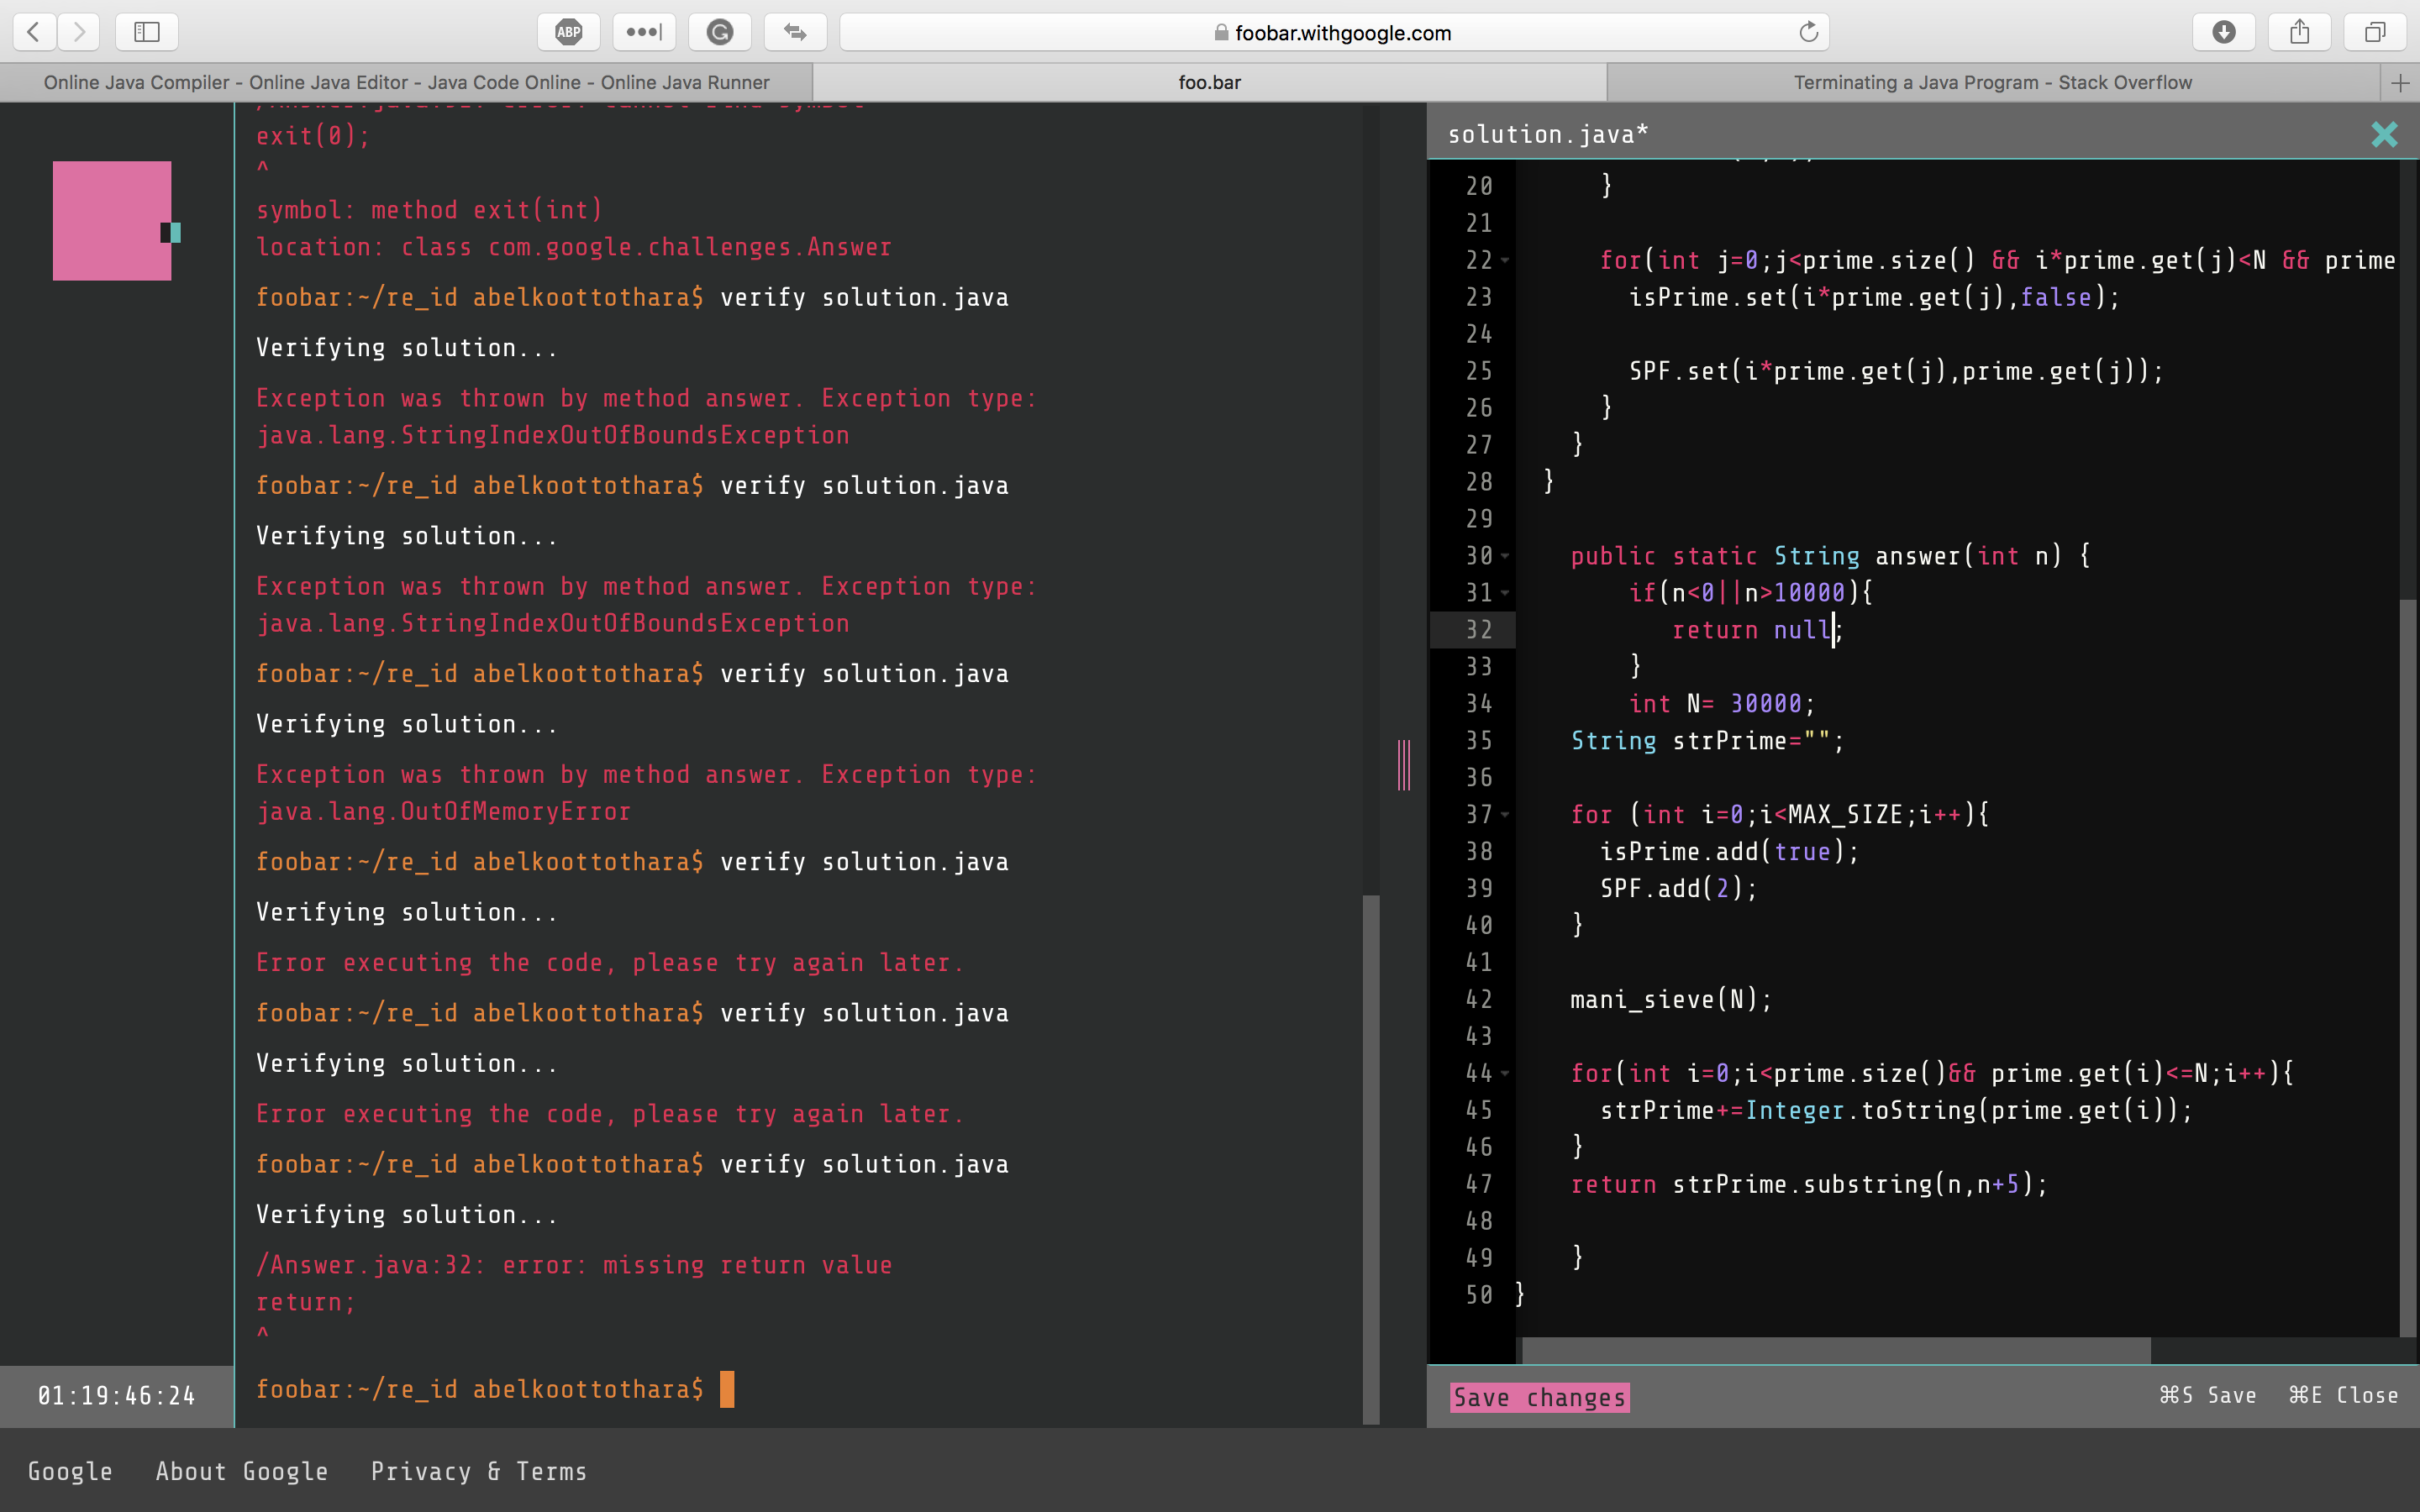 ABP
foobar.withgoogle.com
Online Java Compiler - Online Java Editor - Java Code Online - Online Java Runner
foo.bar
Terminating a Java Program - Stack Overflow
exit(0);
^
symbol: method exit(int)
location: class com.google.challenges.Answer
foobar:~/re_id abelkoottothara$ verify solution.java
Verifying solution...
Exception was thrown by method answer. Exception type:
java.lang.StringIndexOutOfBoundsException
foobar:~/re_id abelkoottothara$ verify solution.java
Verifying solution...
Exception was thrown by method answer. Exception type:
java.lang.StringIndexOutOfBoundsException
foobar:~/re_id abelkoottothara$ verify solution.java
Verifying solution...
Exception was thrown by method answer. Exception type:
java.lang.OutOfMemoryError
foobar:~/re_id abelkoottothara$ verify solution.java
Verifying solution...
Error executing the code, please try again later.
foobar:~/re_id abelkoottothara$ verify solution.java
Verifying solution...
Error executing the code, please try again later.
foobar:~/re_id abelkoottothara$ verify solution.java
Verifying solution...
/Answer.java:32: error: missing return value
return;
^
foobar:~/re_id abelkoottothara$
01:19:46:24
solution.java*
20 }
21
22 for(int j=0;j<prime.size() && i*prime.get(j)<N && prime
23 isPrime.set(i*prime.get(j),false);
24
25 SPF.set(i*prime.get(j),prime.get(j));
26 }
27 }
28 }
29
30 public static String answer(int n) {
31 if(n<0||n>10000){
32 return null;
33 }
34 int N= 30000;
35 String strPrime="";
36
37 for (int i=0;i<MAX_SIZE;i++){
38 isPrime.add(true);
39 SPF.add(2);
40 }
41
42 mani_sieve(N);
43
44 for(int i=0;i<prime.size()&& prime.get(i)<=N;i++){
45 strPrime+=Integer.toString(prime.get(i));
46 }
47 return strPrime.substring(n,n+5);
48
49 }
50 }
Save changes
⌘S Save ⌘E Close
Google About Google Privacy & Terms